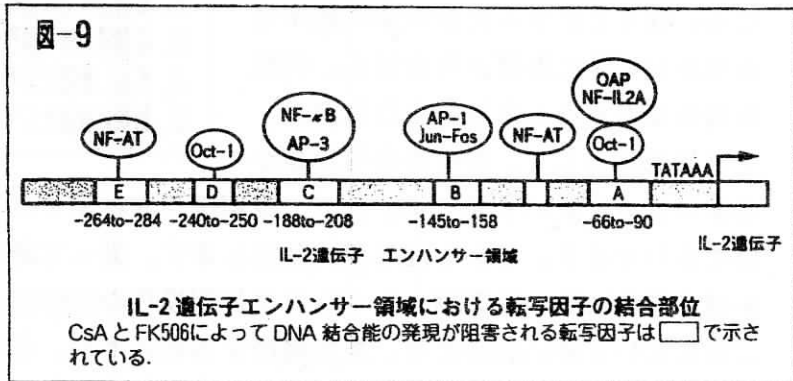 図-9
OAP
NF-IL2A
NF-κB
AP-3
AP-1
Jun-Fos
NF-AT
Oct-1
NF-AT
Oct-1
TATAAA
E
D
C
B
A
-264to-284
-240to-250
-188to-208
-145to-158
-66to-90
IL-2遺伝子
IL-2遺伝子 エンハンサー領域
IL-2遺伝子エンハンサー領域における転写因子の結合部位
CsAとFK506によってDNA結合能の発現が阻害される転写因子は□で示さ
れている.